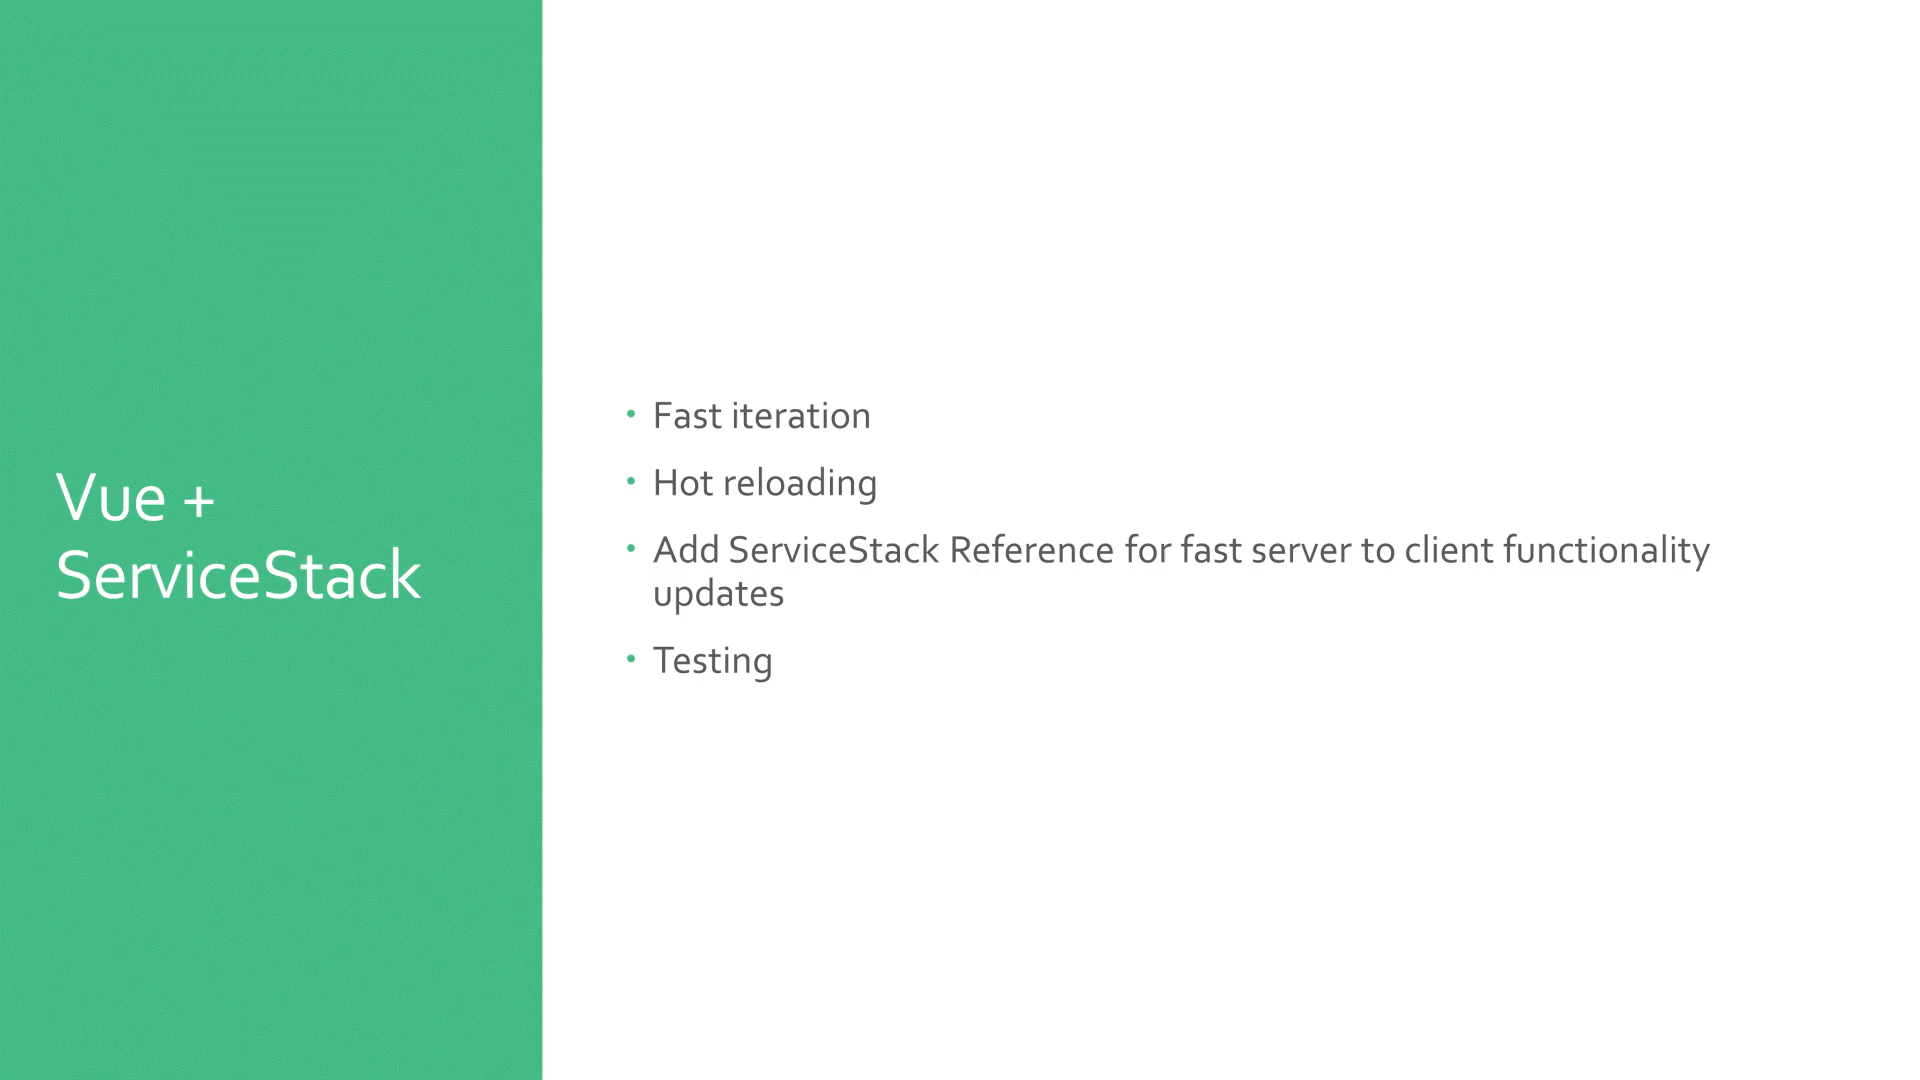 Vue +
ServiceStack
• Fast iteration
• Hot reloading
• Add ServiceStack Reference for fast server to client functionality
updates
• Testing